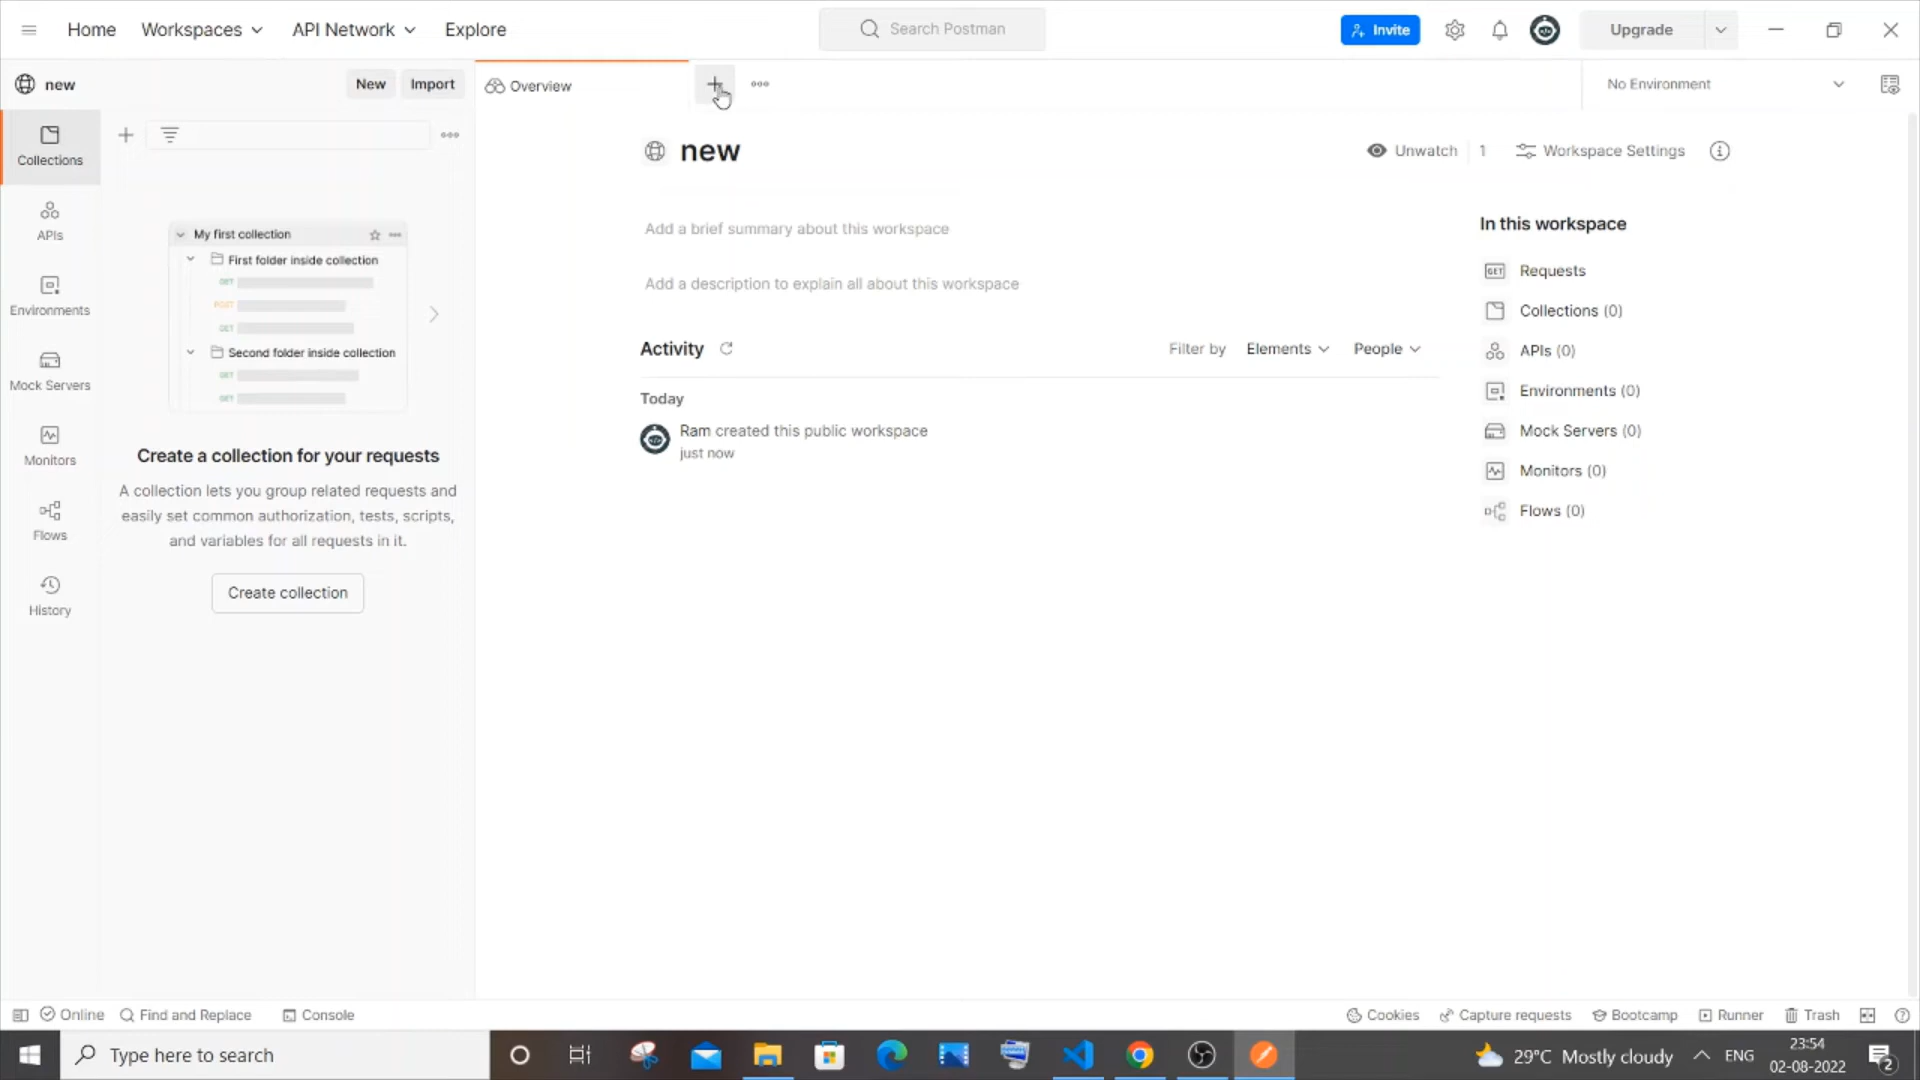 Home
Workspaces
API Network
Explore
Search Postman
Invite
Upgrade
new
New
Import
Overview
No Environment
Collections
APIs
Environments
Mock Servers
Monitors
Flows
History
My first collection
First folder inside collection
GET
POST
GET
Second folder inside collection
GET
GET
Create a collection for your requests
A collection lets you group related requests and
easily set common authorization, tests, scripts,
and variables for all requests in it.
Create collection
new
Unwatch 1
Workspace Settings
Add a brief summary about this workspace
Add a description to explain all about this workspace
Activity
Filter by Elements People
Today
Ram created this public workspace
just now
In this workspace
GET Requests
Collections (0)
APIs (0)
Environments (0)
Mock Servers (0)
Monitors (0)
Flows (0)
Online
Find and Replace
Console
Cookies
Capture requests
Bootcamp
Runner
Trash
Type here to search
29°C Mostly cloudy
ENG
23:54
02-08-2022
2